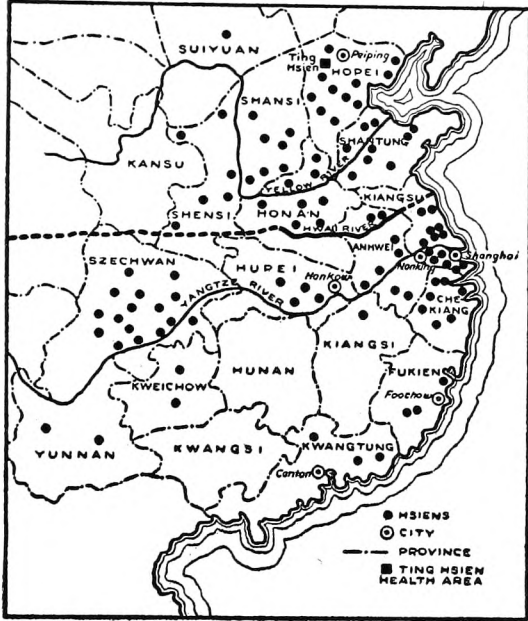 SUIYUAN
Ting
Hsien
Peiping
HOPEI
SHANSI
SHANTUNG
KANSU
YELLOW RIVER
KIANGSU
SHENSI
HONAN
HWAI RIVER
ANHWEI
SZECHWAN
HUPEI
Hankow
Nanking
Shanghai
YANGTZE RIVER
CHE
KIANG
KIANGSI
HUNAN
FUKIEN
KWEICHOW
Foochow
YUNNAN
KWANGSI
KWANGTUNG
Canton
HSIENS
CITY
PROVINCE
TING HSIEN
HEALTH AREA